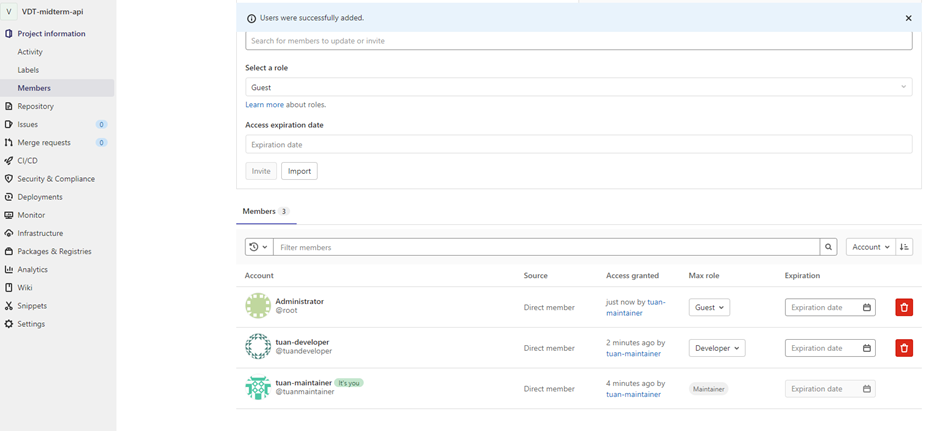 V VDT-midterm-api
Project information
Activity
Labels
Members
Repository
Issues 0
Merge requests 0
CI/CD
Security & Compliance
Deployments
Monitor
Infrastructure
Packages & Registries
Analytics
Wiki
Snippets
Settings
Users were successfully added.
Search for members to update or invite
Select a role
Guest
Learn more about roles.
Access expiration date
Expiration date
Invite Import
Members 3
Filter members
Account
Account Source Access granted Max role Expiration
Administrator
@root
Direct member
just now by tuan-
maintainer
Guest
Expiration date
tuan-developer
@tuandeveloper
Direct member
2 minutes ago by
tuan-maintainer
Developer
Expiration date
tuan-maintainer It's you
@tuanmaintainer
Direct member
4 minutes ago by
tuan-maintainer
Maintainer
Expiration date